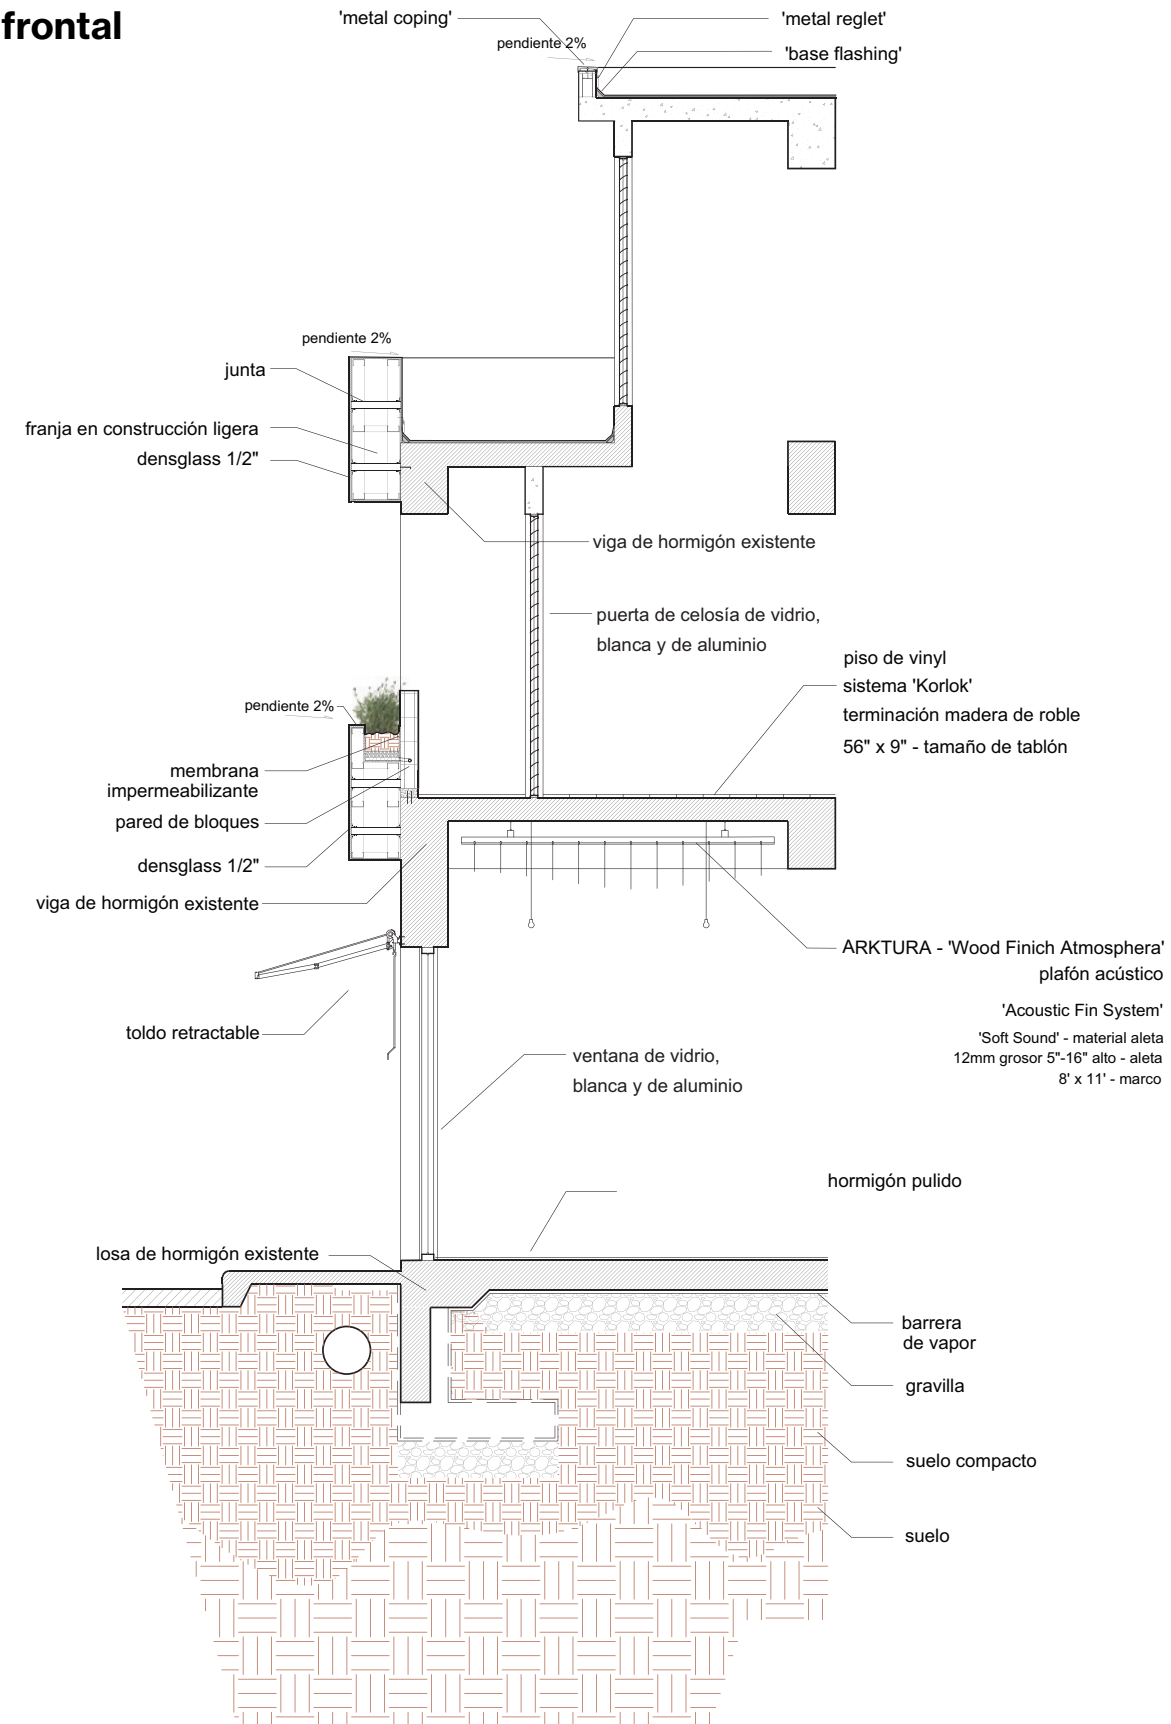 frontal
'metal coping'
'metal reglet'
pendiente 2%
'base flashing'
pendiente 2%
junta
franja en construcción ligera
densglass 1/2"
viga de hormigón existente
puerta de celosía de vidrio,
blanca y de aluminio
piso de vinyl
sistema 'Korlok'
terminación madera de roble
56" x 9" - tamaño de tablón
pendiente 2%
membrana
impermeabilizante
pared de bloques
densglass 1/2"
viga de hormigón existente
ARKTURA - 'Wood Finich Atmosphera'
plafón acústico
'Acoustic Fin System'
'Soft Sound' - material aleta
12mm grosor 5"-16" alto - aleta
8' x 11' - marco
toldo retractable
ventana de vidrio,
blanca y de aluminio
hormigón pulido
losa de hormigón existente
barrera
de vapor
gravilla
suelo compacto
suelo